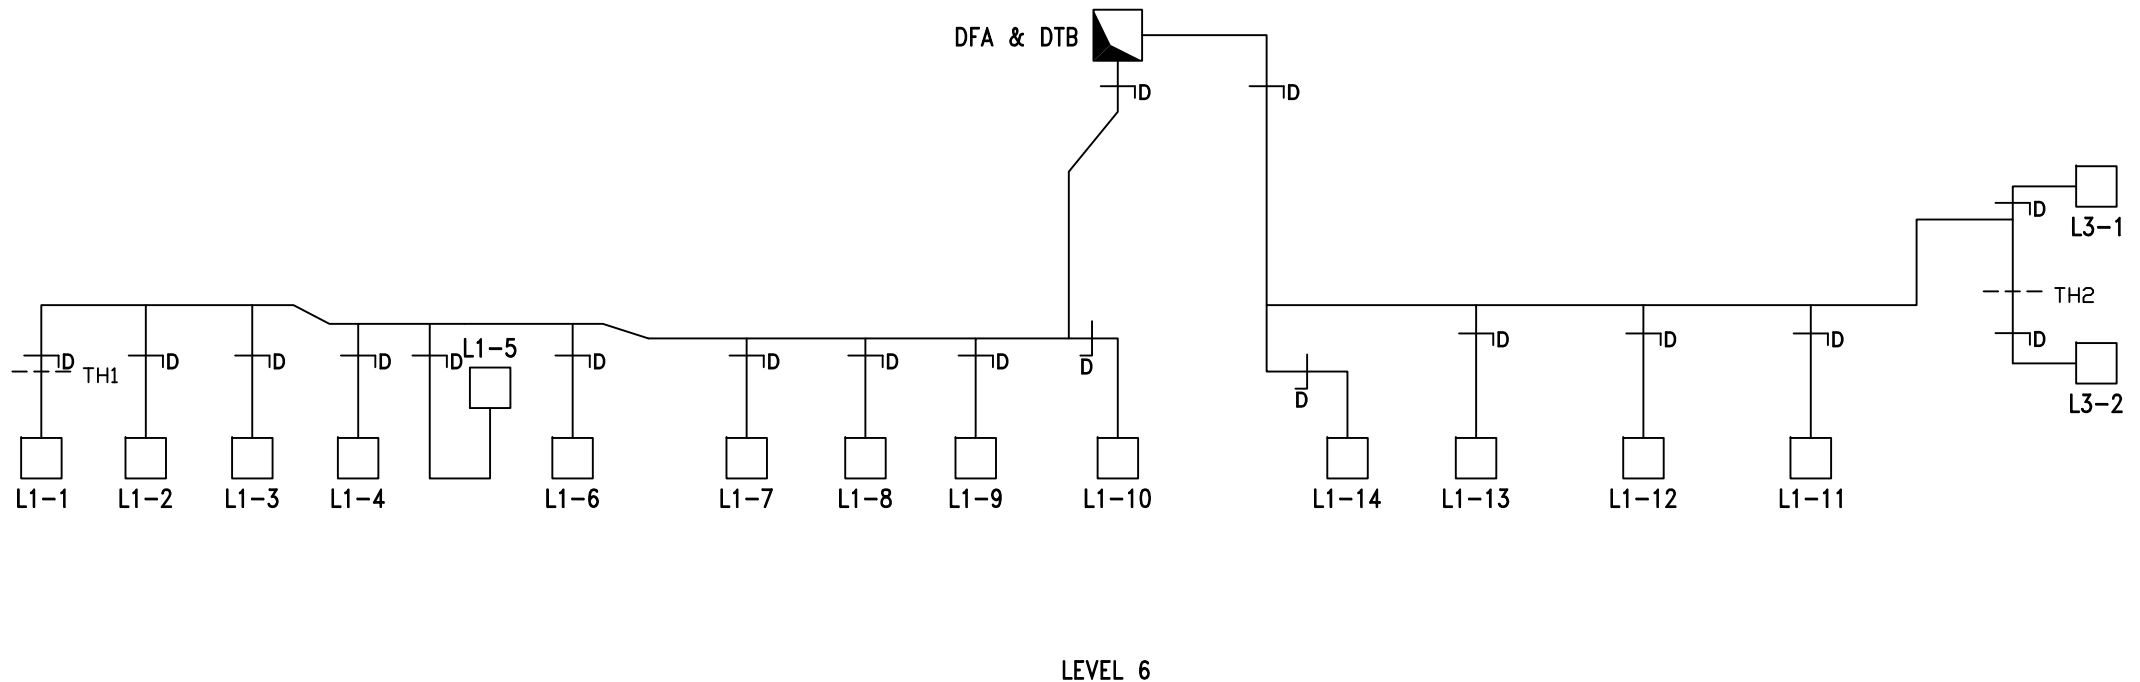 DFA & DTB
D
D
D
L3-1
TH2
D
D
D
D
L1-5
D
D
D
D
D
D
D
D
D
D
D
TH1
L3-2
D
D
L1-1
L1-2
L1-3
L1-4
L1-6
L1-7
L1-8
L1-9
L1-10
L1-14
L1-13
L1-12
L1-11
LEVEL 6